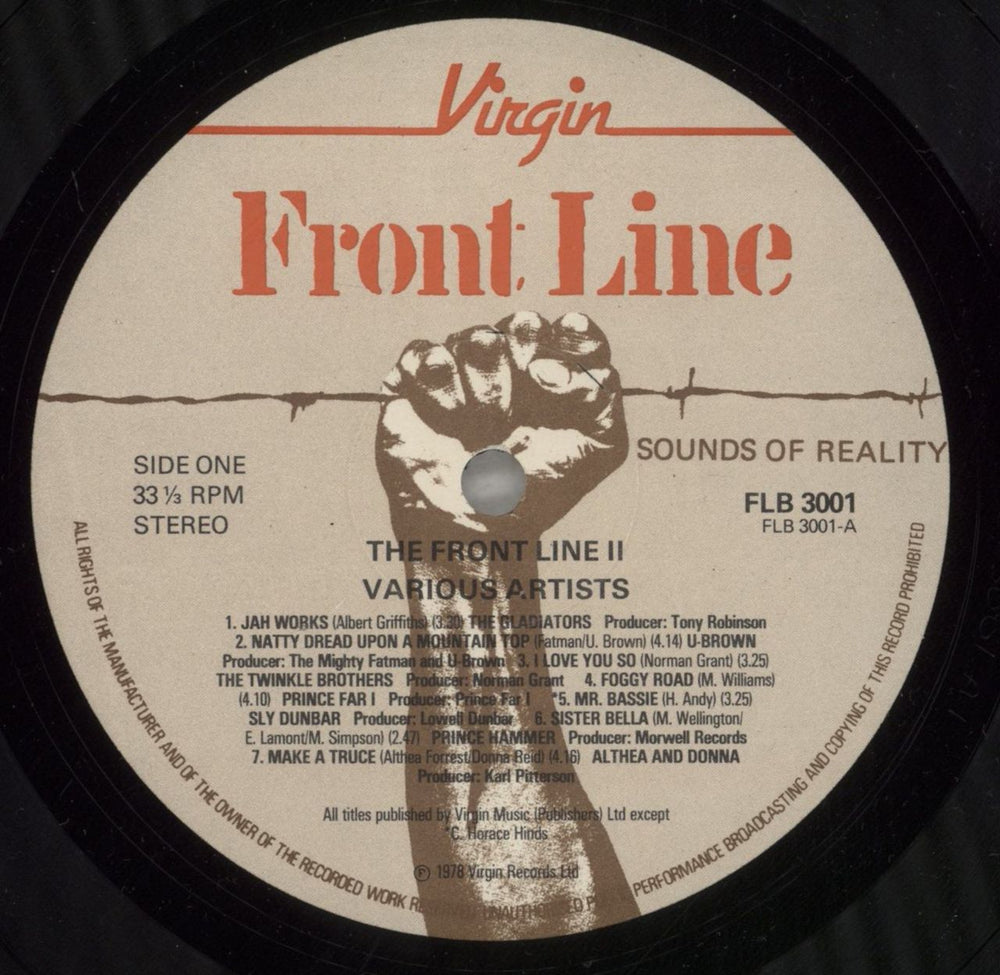 Virgin
Front Line
SOUNDS OF REALITY
SIDE ONE
33 ⅓ RPM
STEREO
FLB 3001
FLB 3001-A
THE FRONT LINE II
VARIOUS ARTISTS
1. JAH WORKS (Albert Griffiths) (3.30) THE GLADIATORS Producer: Tony Robinson
2. NATTY DREAD UPON A MOUNTAIN TOP (Fatman/U. Brown) (4.14) U-BROWN
Producer: The Mighty Fatman and U-Brown 3. I LOVE YOU SO (Norman Grant) (3.25)
THE TWINKLE BROTHERS Producer: Norman Grant 4. FOGGY ROAD (M. Williams)
(4.10) PRINCE FAR I Producer: Prince Far I *5. MR. BASSIE (H. Andy) (3.25)
SLY DUNBAR Producer: Lowell Dunbar 6. SISTER BELLA (M. Wellington/
E. Lamont/M. Simpson) (2.47) PRINCE HAMMER Producer: Morwell Records
7. MAKE A TRUCE (Althea Forrest/Donna Reid) (4.16) ALTHEA AND DONNA
Producer: Karl Pitterson
All titles published by Virgin Music (Publishers) Ltd except
*C. Horace Hinds
℗ 1978 Virgin Records Ltd
ALL RIGHTS OF THE MANUFACTURER AND OF THE OWNER OF THE RECORDED WORK RESERVED UNAUTHORISED PERFORMANCE BROADCASTING AND COPYING OF THIS RECORD PROHIBITED